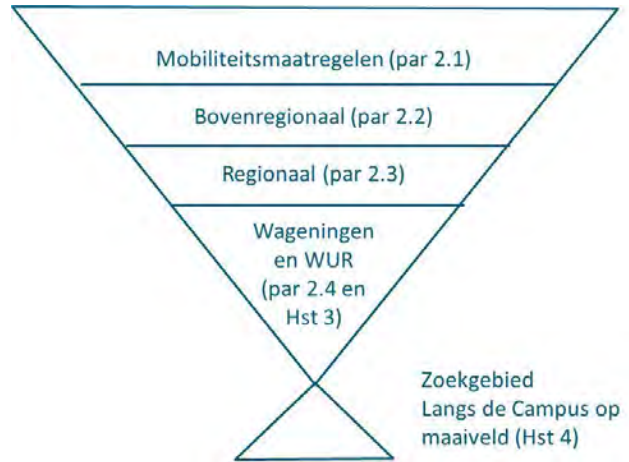 Mobiliteitsmaatregelen (par 2.1)
Bovenregionaal (par 2.2)
Regionaal (par 2.3)
Wageningen
en WUR
(par 2.4 en
Hst 3)
Zoekgebied
Langs de Campus op
maaiveld (Hst 4)